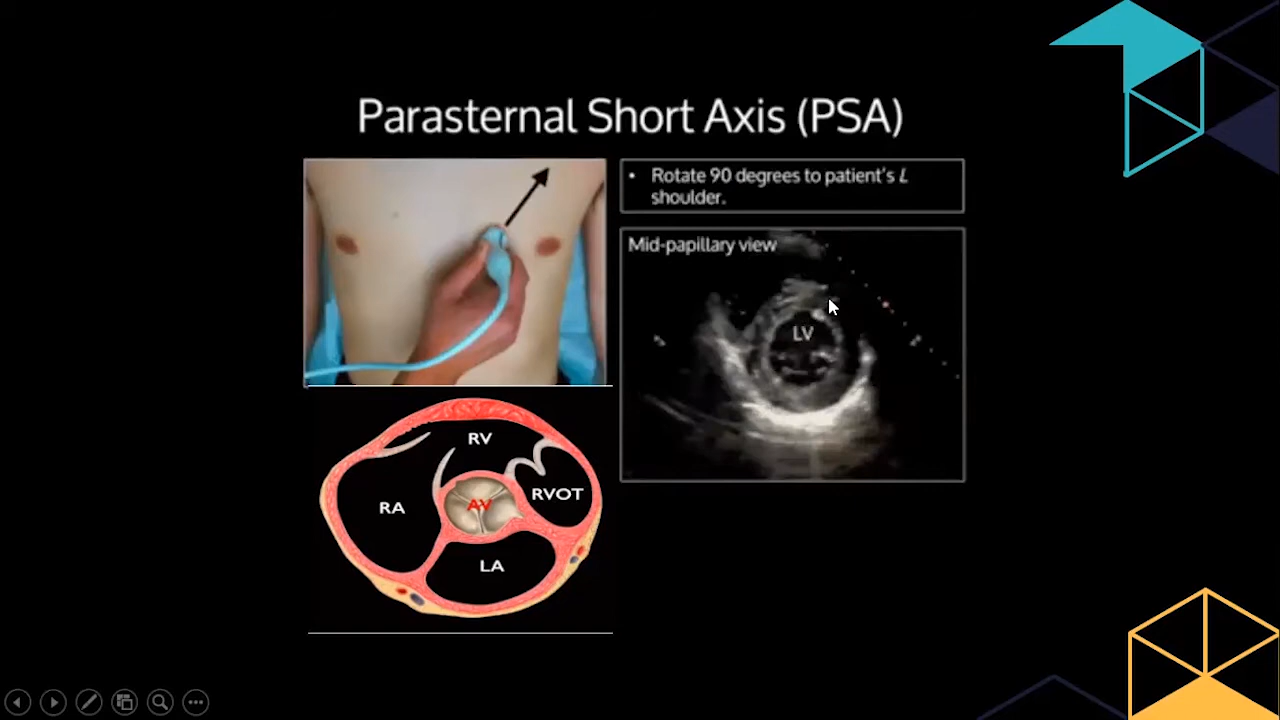 Parasternal Short Axis (PSA)
• Rotate 90 degrees to patient's L
shoulder.
Mid-papillary view
LV
RV
RA
AV
RVOT
LA